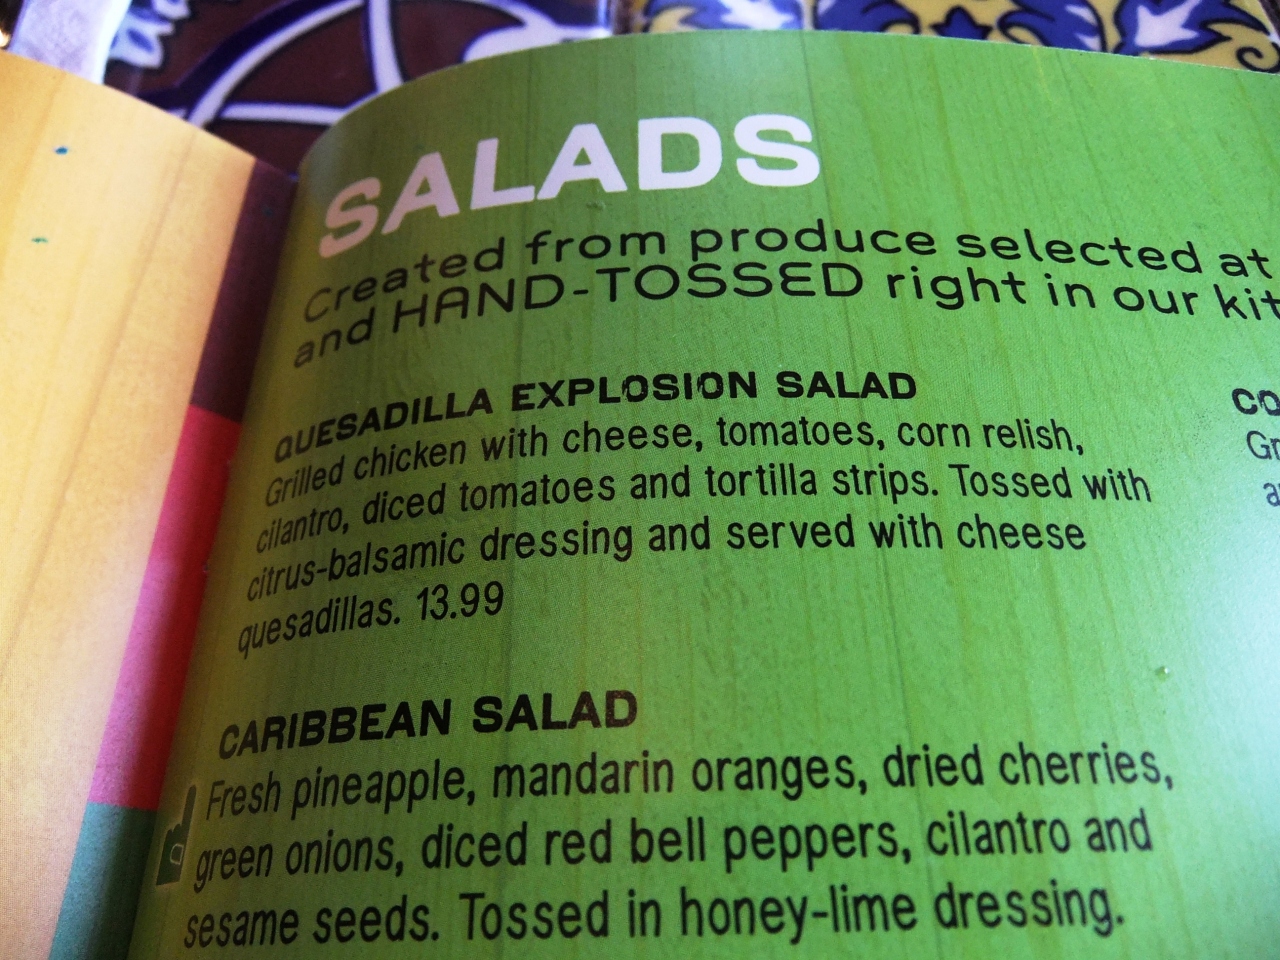 SALADS
Created from produce selected at
and HAND-TOSSED right in our
QUESADILLA EXPLOSION SALAD
Grilled chicken with cheese, tomatoes, corn relish,
cilantro, diced tomatoes and tortilla strips. Tossed with
citrus-balsamic dressing and served with cheese
quesadillas. 13.99
CARIBBEAN SALAD
Fresh pineapple, mandarin oranges, dried cherries,
green onions, diced red bell peppers, cilantro and
sesame seeds. Tossed in honey-lime dressing.